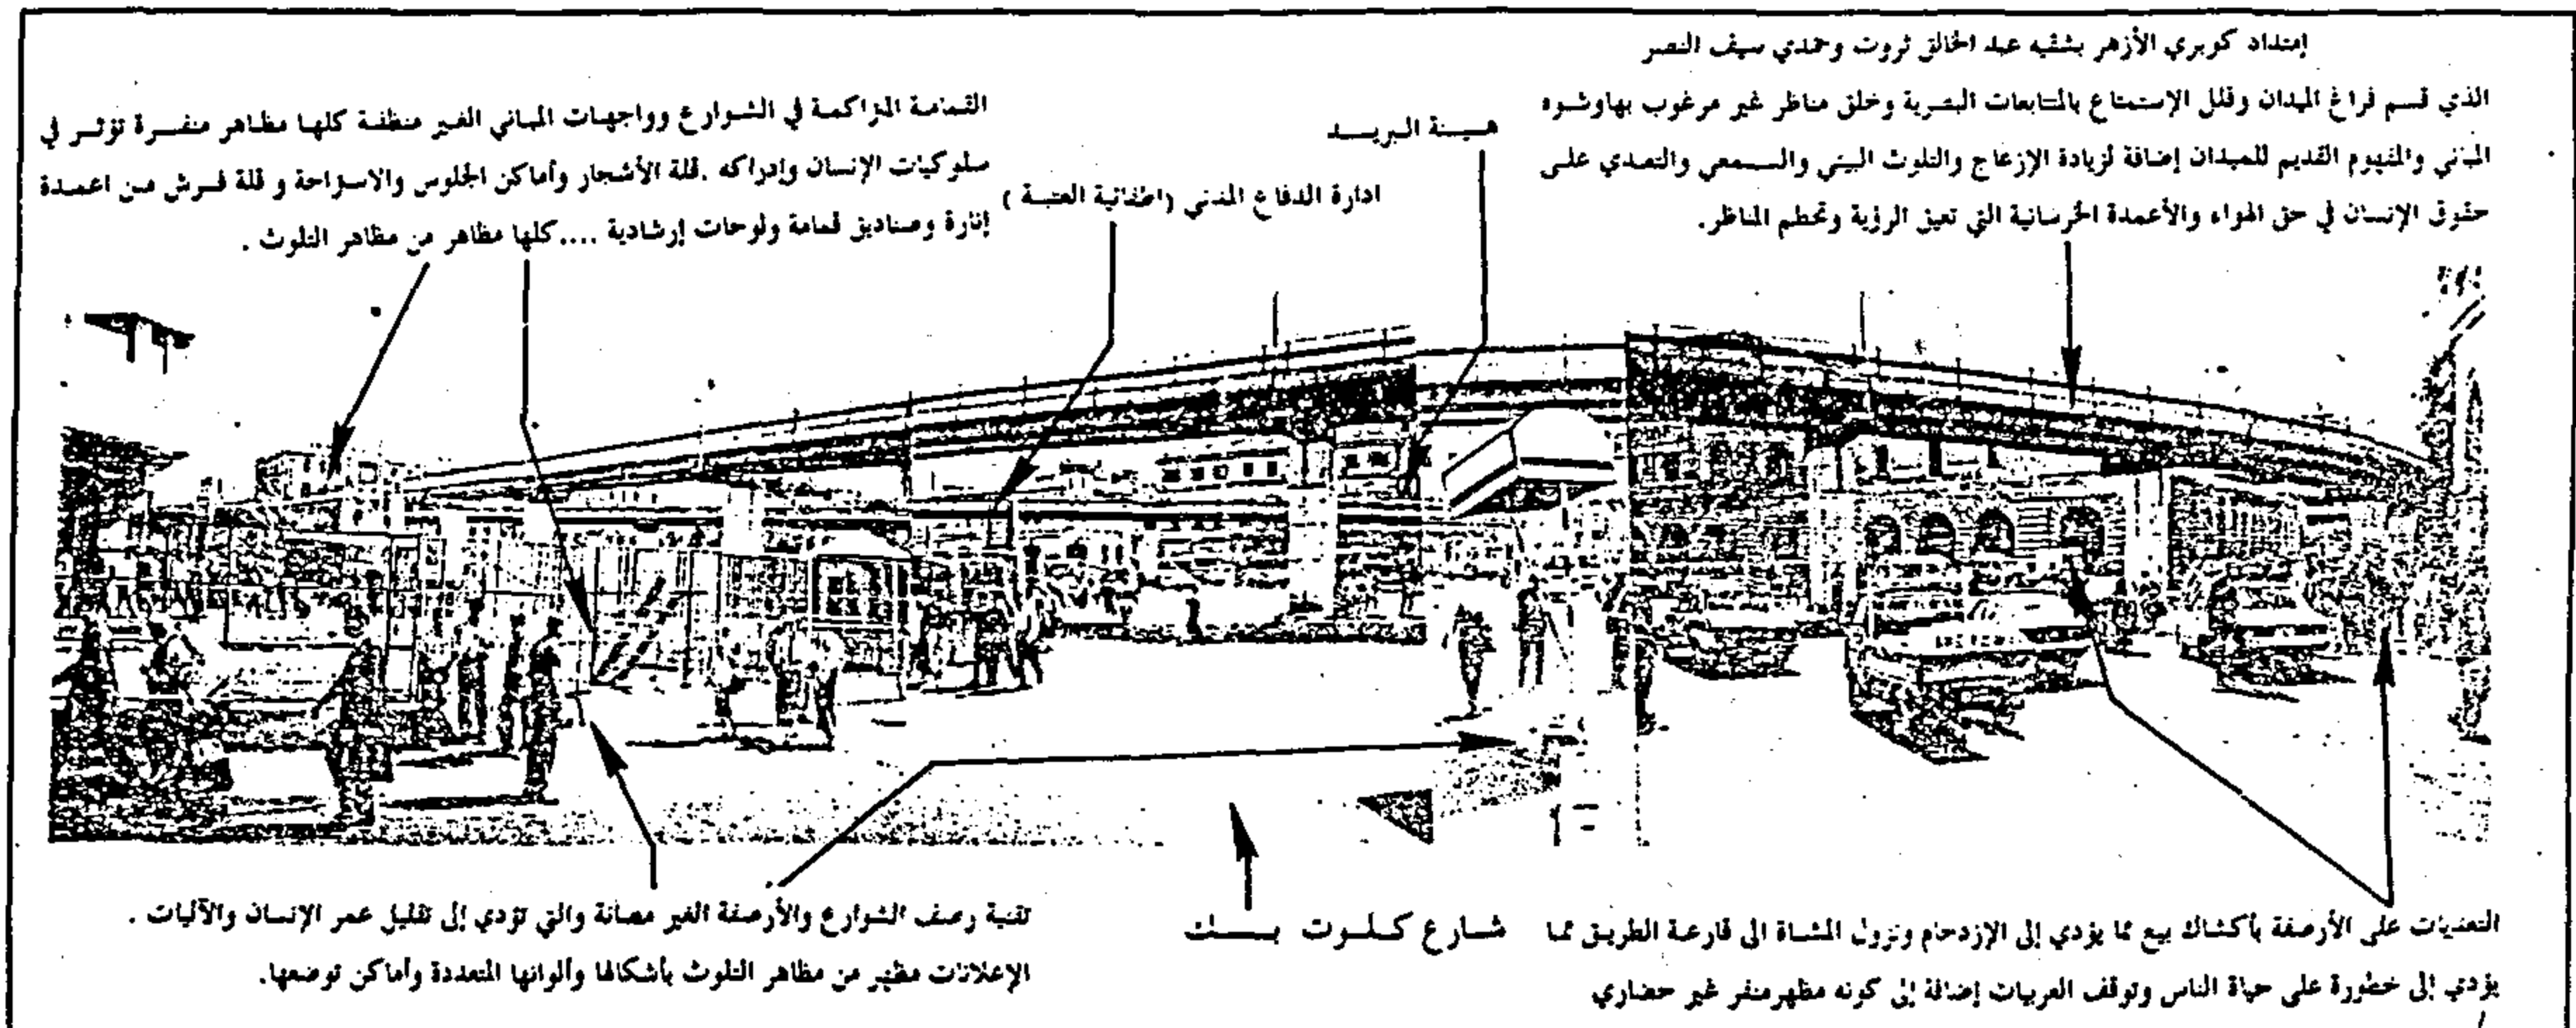 إمتداد كوبري الأزهر بشقيه عبد الخالق ثروت وحمدي سيف النصر
الذي قسم فراغ الميدان وقلل الإستمتاع بالمتابعات البصرية وخلق مناظر غير مرغوب بهاوشوه
المباني والمفهوم القديم للميدان إضافة لزيادة الإزعاج والتلوث البيني والسمعي والتعدي على
حقوق الإنسان في حق الهواء والأعمدة الخرسانية التي تعيق الرؤية وتحطم المناظر.
هيئة البريد
ادارة الدفاع المدني (اطفائية العتبة )
القمامة المتراكمة في الشوارع وواجهات المباني الغير منظفة كلها مظاهر منفرة تؤثر في
سلوكيات الإنسان وإدراكه .قلة الأشجار وأماكن الجلوس والاستراحة و قلة فرش من اعمدة
إنارة وصناديق قمامة ولوحات إرشادية ....كلها مظاهر من مظاهر التلوث .
التعديات على الأرصفة بأكشاك بيع مما يؤدي إلى الإزدحام ونزول المشاة الى قارعة الطريق مما
يؤدي إلى خطورة على حياة الناس وتوقف العربيات إضافة إلى كونه مظهرمنفر غير حضاري
شارع كلوت بك
تقنية رصف الشوارع والأرصفة الغير مصانة والتي تؤدي إلى تقليل عمر الإنسان والآليات .
الإعلانات مظهر من مظاهر التلوث بأشكالها وألوانها المتعددة وأماكن توضعها.